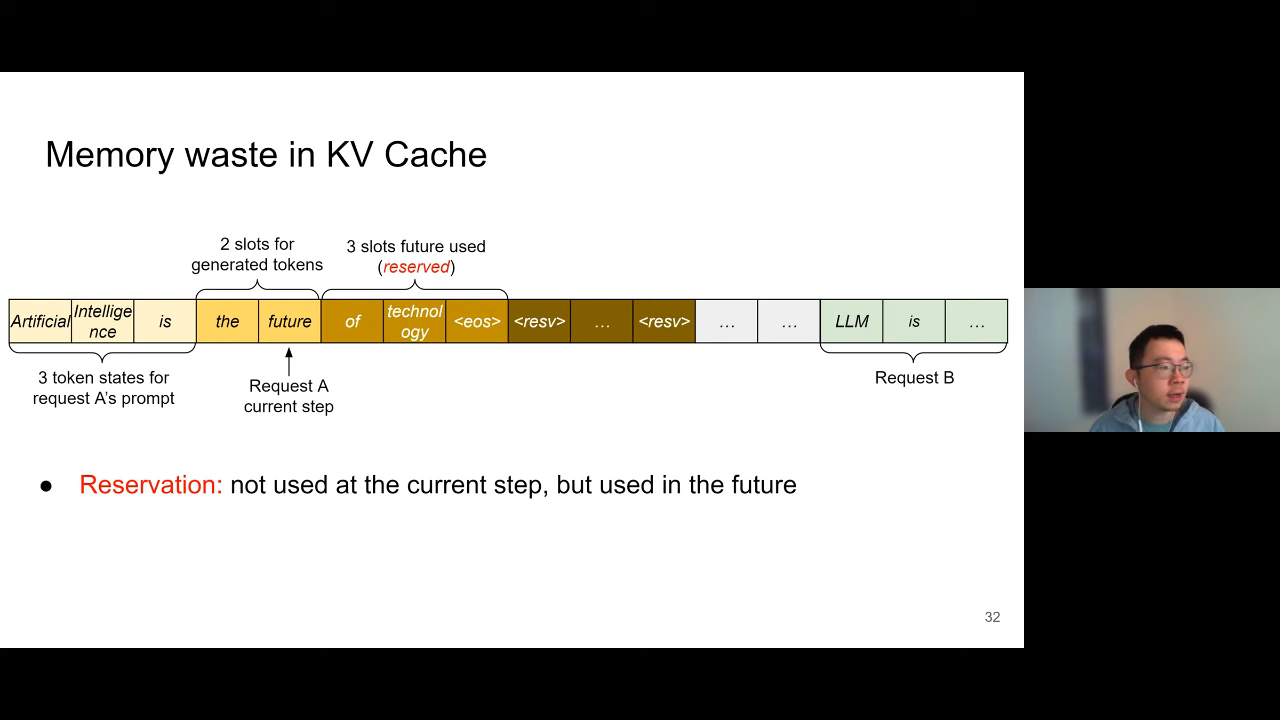 Memory waste in KV Cache
2 slots for
generated tokens
3 slots future used
(reserved)
Artificial
Intellige
nce
is
the
future
of
technol
ogy
<eos>
<resv>
…
<resv>
…
…
LLM
is
…
3 token states for
request A’s prompt
Request A
current step
Request B
● Reservation: not used at the current step, but used in the future
32